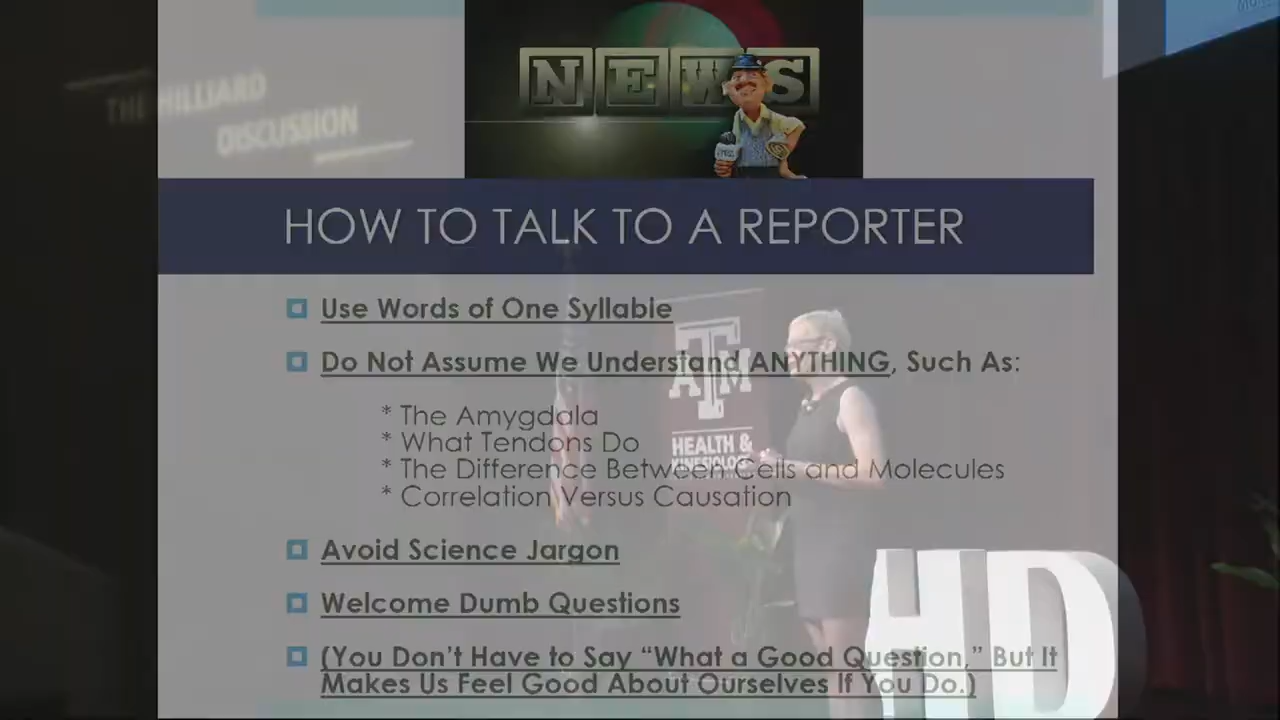 THE HILLIARD
DISCUSSION
NEWS
HOW TO TALK TO A REPORTER
Use Words of One Syllable
Do Not Assume We Understand ANYTHING, Such As:
* The Amygdala
* What Tendons Do
* The Difference Between Cells and Molecules
* Correlation Versus Causation
Avoid Science Jargon
Welcome Dumb Questions
(You Don't Have to Say “What a Good Question,” But It
Makes Us Feel Good About Ourselves If You Do.)
ATM
HEALTH &
KINESIOLOGY
HD